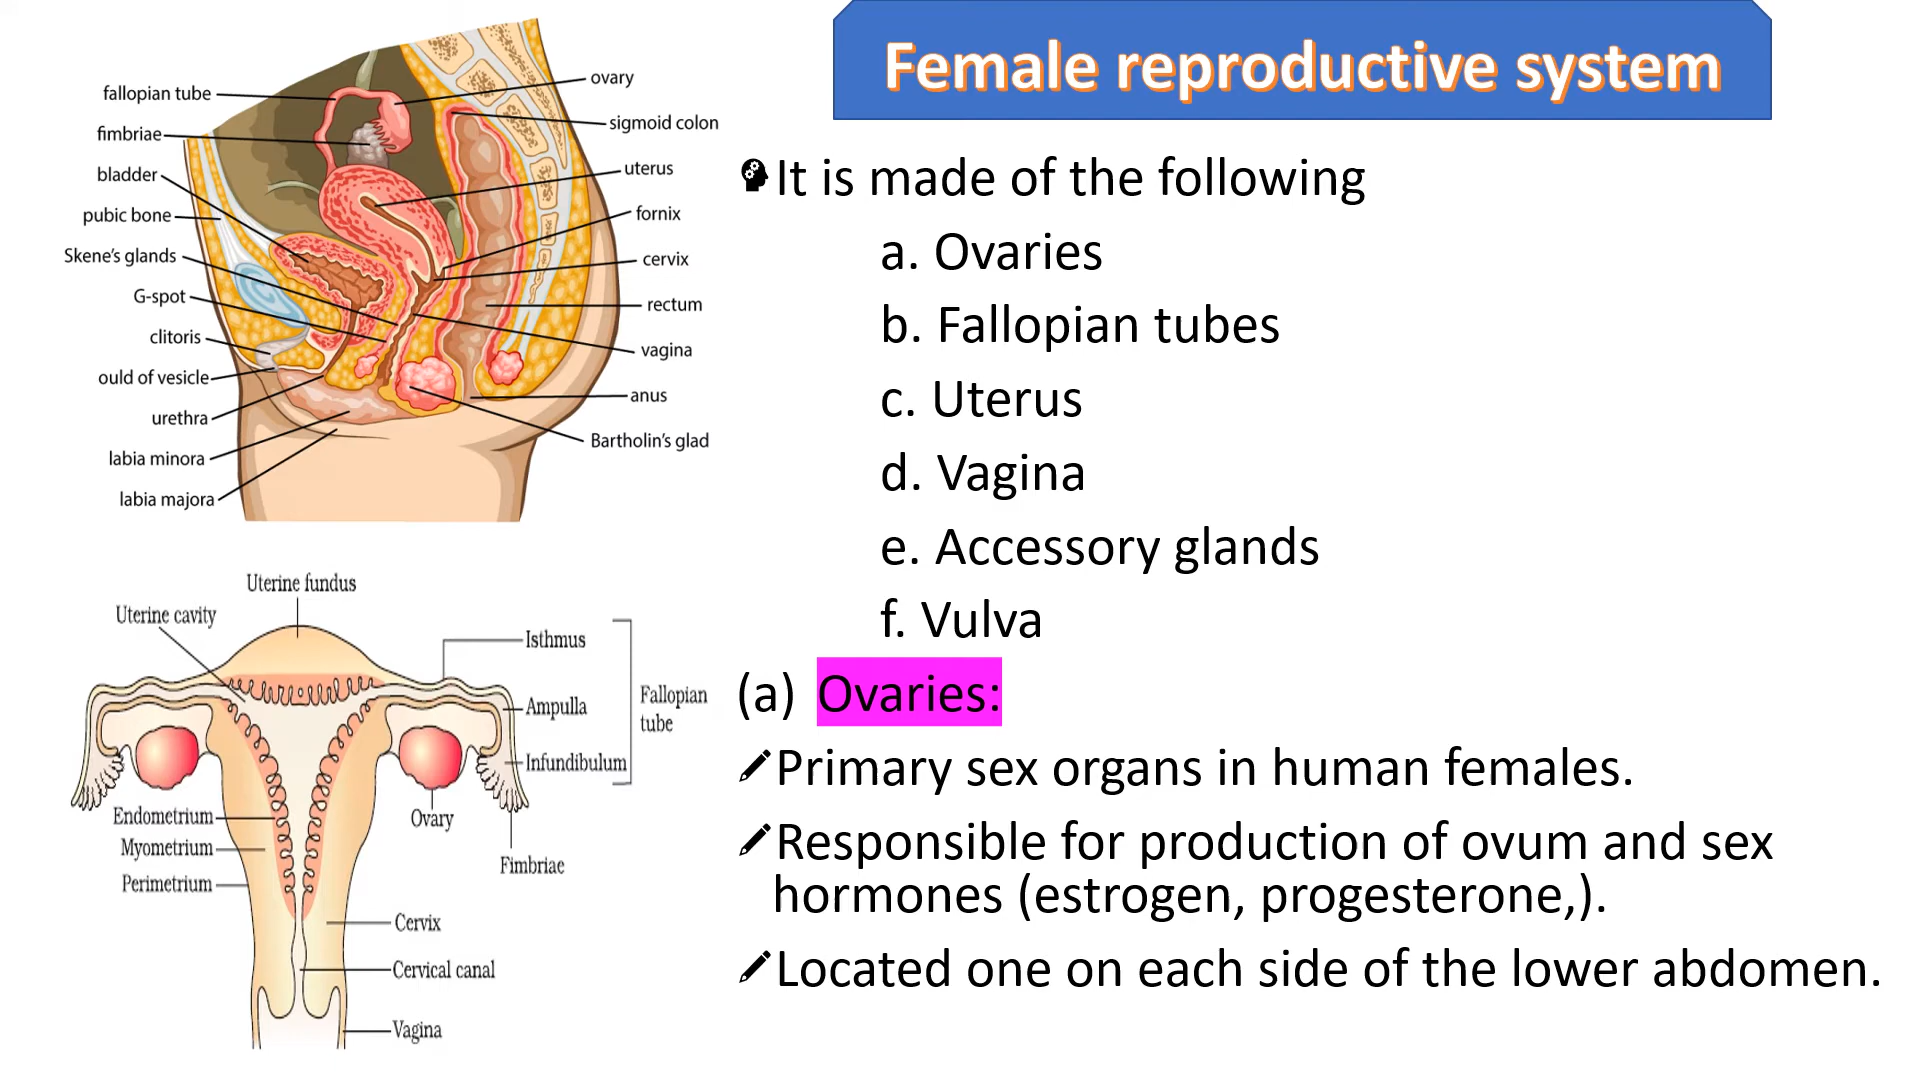 Female reproductive system
fallopian tube
fimbriae
bladder
pubic bone
Skene's glands
G-spot
clitoris
ould of vesicle
urethra
labia minora
labia majora
ovary
sigmoid colon
uterus
fornix
cervix
rectum
vagina
anus
Bartholin's glad
Uterine fundus
Uterine cavity
Isthmus
Ampulla
Infundibulum
Fallopian
tube
Endometrium
Myometrium
Perimetrium
Ovary
Fimbriae
Cervix
Cervical canal
Vagina
It is made of the following
a. Ovaries
b. Fallopian tubes
c. Uterus
d. Vagina
e. Accessory glands
f. Vulva
(a) Ovaries:
Primary sex organs in human females.
Responsible for production of ovum and sex
hormones (estrogen, progesterone,).
Located one on each side of the lower abdomen.